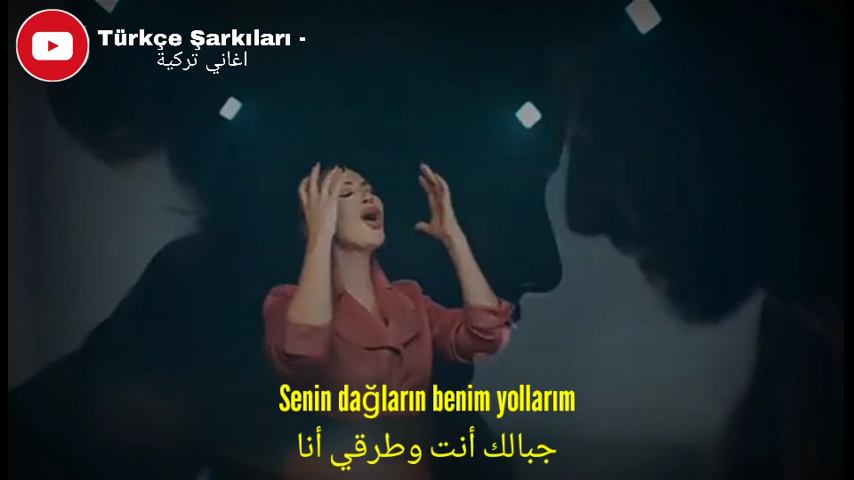 Türkçe Şarkıları -
اغاني تركية
Senin dağların benim yollarım
جبالك أنت وطرقي أنا